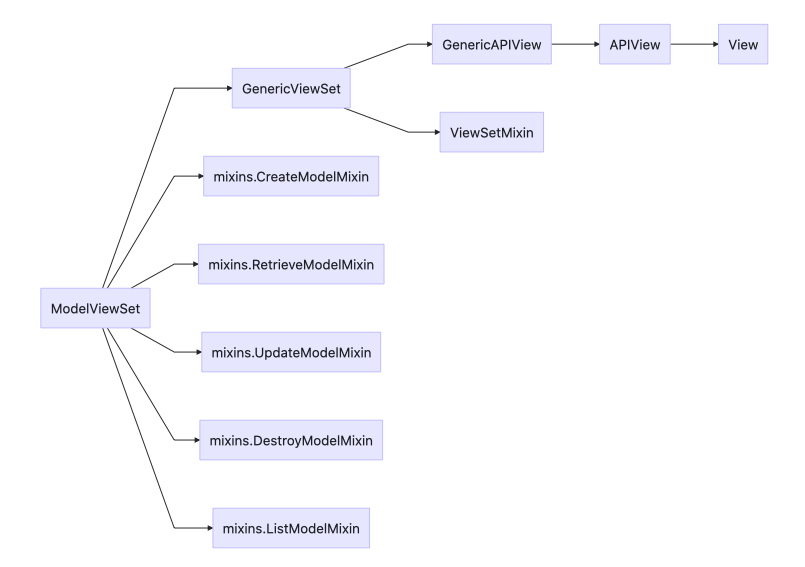 GenericAPIView
APIView
View
GenericViewSet
ViewSetMixin
mixins.CreateModelMixin
mixins.RetrieveModelMixin
ModelViewSet
mixins.UpdateModelMixin
mixins.DestroyModelMixin
mixins.ListModelMixin